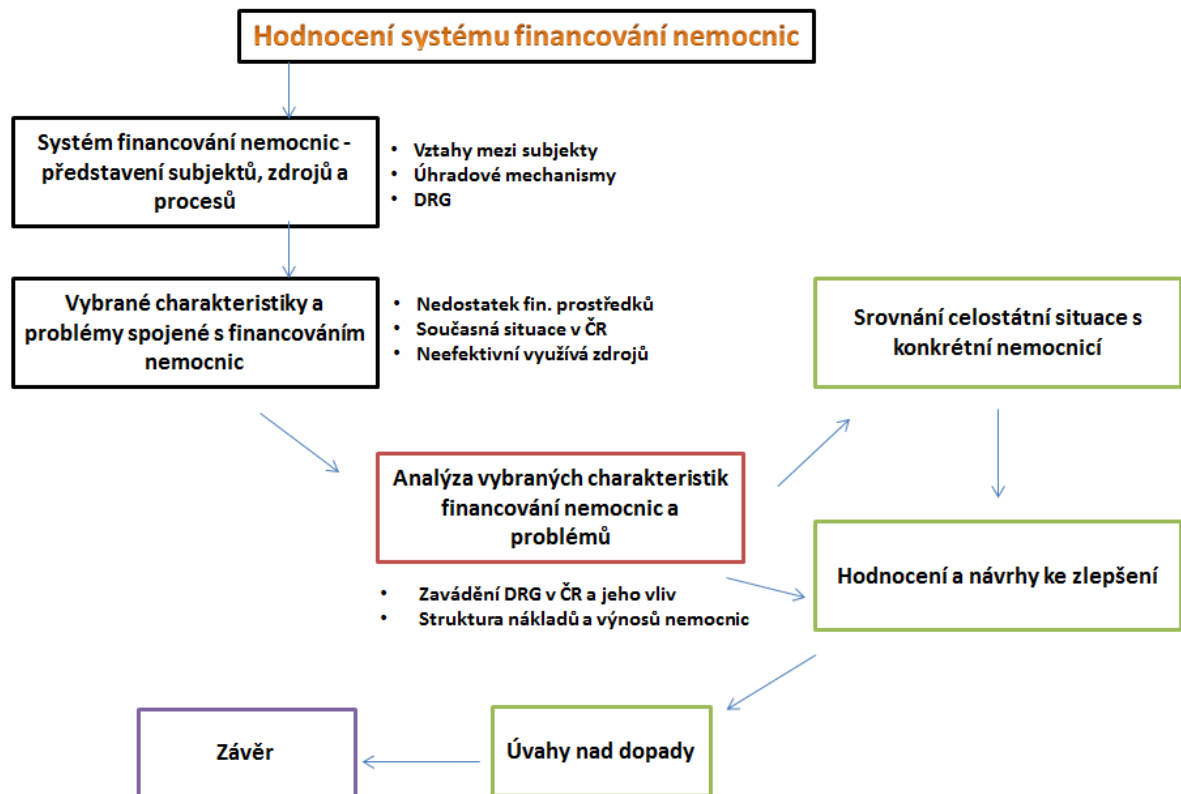 Hodnocení systému financování nemocnic
Systém financování nemocnic -
představení subjektů, zdrojů a
procesů
• Vztahy mezi subjekty
• Úhradové mechanismy
• DRG
Vybrané charakteristiky a
problémy spojené s financováním
nemocnic
• Nedostatek fin. prostředků
• Současná situace v ČR
• Neefektivní využívá zdrojů
Srovnání celostátní situace s
konkrétní nemocnicí
Analýza vybraných charakteristik
financování nemocnic a
problémů
• Zavádění DRG v ČR a jeho vliv
• Struktura nákladů a výnosů nemocnic
Hodnocení a návrhy ke zlepšení
Úvahy nad dopady
Závěr